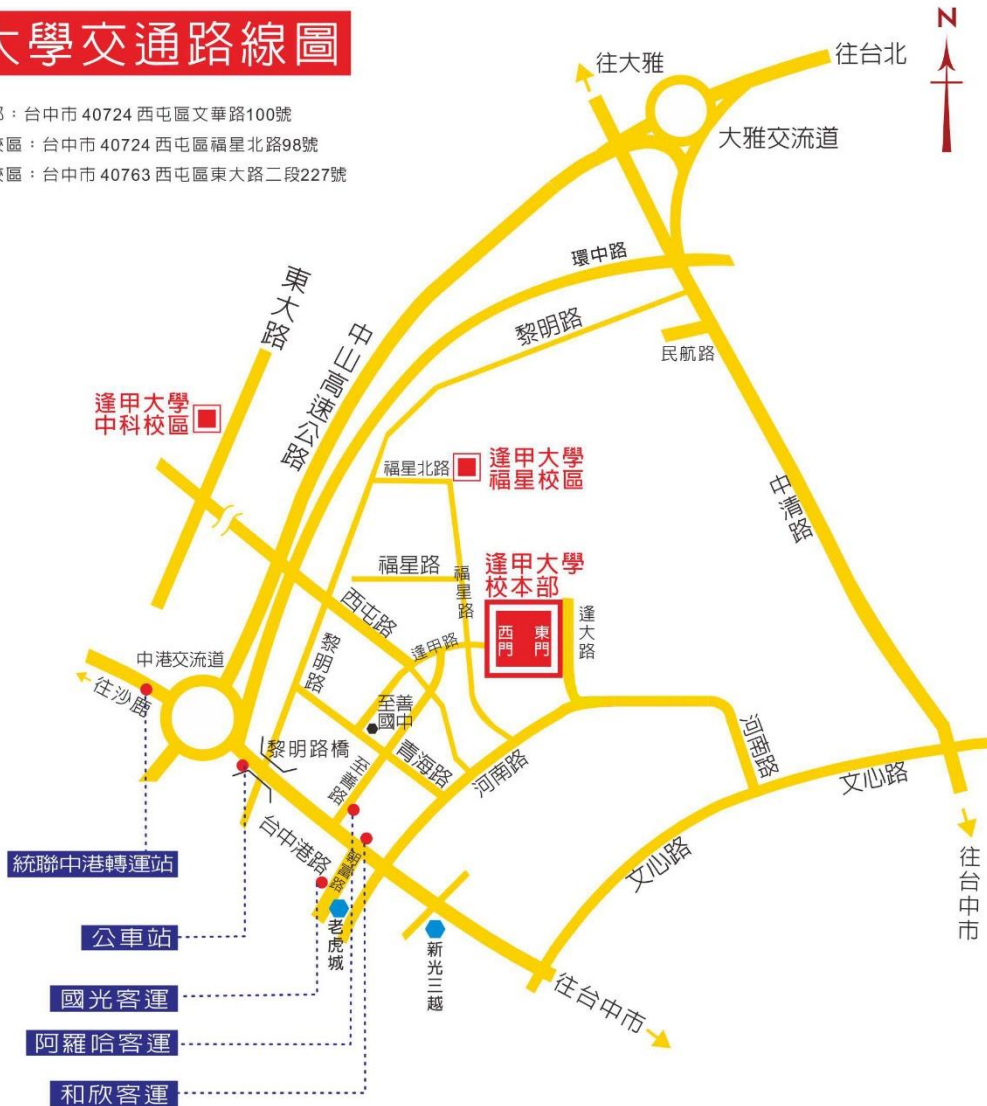 大學交通路線圖
部：台中市 40724 西屯區文華路100號
校區：台中市 40724 西屯區福星北路98號
校區：台中市 40763 西屯區東大路二段227號
N
往大雅
往台北
大雅交流道
環中路
東大路
中山高速公路
黎明路
民航路
逢甲大學
中科校區
福星北路
逢甲大學
福星校區
中清路
福星路
福星路
逢甲大學
校本部
西屯路
西門
東門
逢大路
逢甲路
黎明路
中港交流道
往沙鹿
至善
國中
黎明路橋
青海路
河南路
河南路
至善路
文心路
台中港路
文心路
往台中市
統聯中港轉運站
朝富路
公車站
老虎城
新光三越
國光客運
往台中市
阿羅哈客運
和欣客運